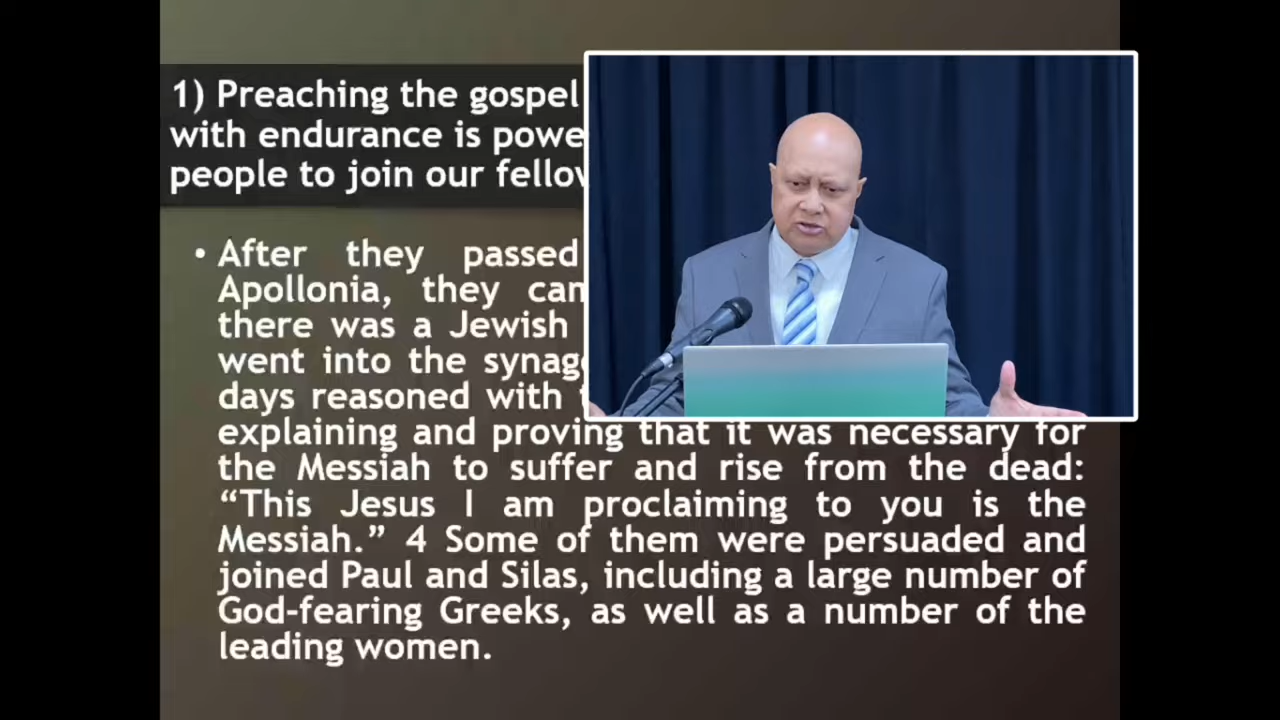 1) Preaching the gospel
with endurance is
people to join our
• After they passed
Apollonia, they
there was a Jewish
went into the
days reasoned with
explaining and proving that it was necessary for
the Messiah to suffer and rise from the dead:
“This Jesus I am proclaiming to you is the
Messiah.” 4 Some of them were persuaded and
joined Paul and Silas, including a large number of
God-fearing Greeks, as well as a number of the
leading women.